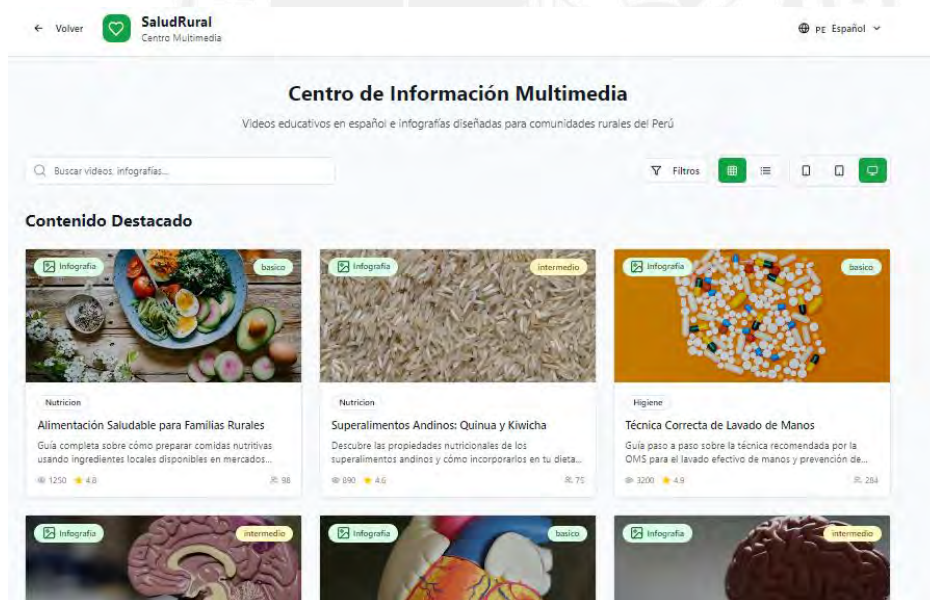 Volver
SaludRural
Centro Multimedia
PE Español
Centro de Información Multimedia
Videos educativos en español e infografías diseñadas para comunidades rurales del Perú
Buscar videos, infografías...
Filtros
Contenido Destacado
Infografía
basico
Infografía
intermedio
Infografía
basico
Nutricion
Nutricion
Higiene
Alimentación Saludable para Familias Rurales
Superalimentos Andinos: Quinua y Kiwicha
Técnica Correcta de Lavado de Manos
Guía completa sobre cómo preparar comidas nutritivas
usando ingredientes locales disponibles en mercados...
Descubre las propiedades nutricionales de los
superalimentos andinos y cómo incorporarlos en tu dieta...
Guía paso a paso sobre la técnica recomendada por la
OMS para el lavado efectivo de manos y prevención de...
1250 4.8 98
890 4.6 75
3200 4.9 284
Infografía
intermedio
Infografía
basico
Infografía
intermedio